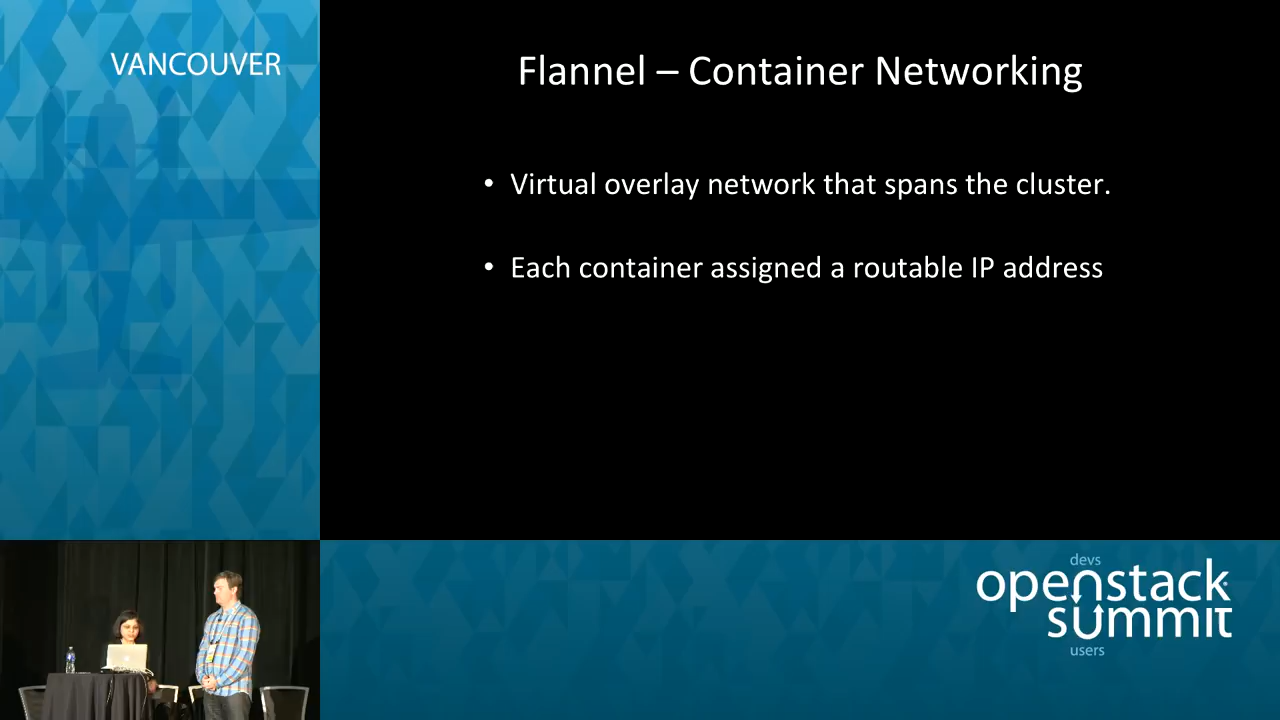 VANCOUVER
Flannel – Container Networking
• Virtual overlay network that spans the cluster.
• Each container assigned a routable IP address
devs
openstack
summit
users